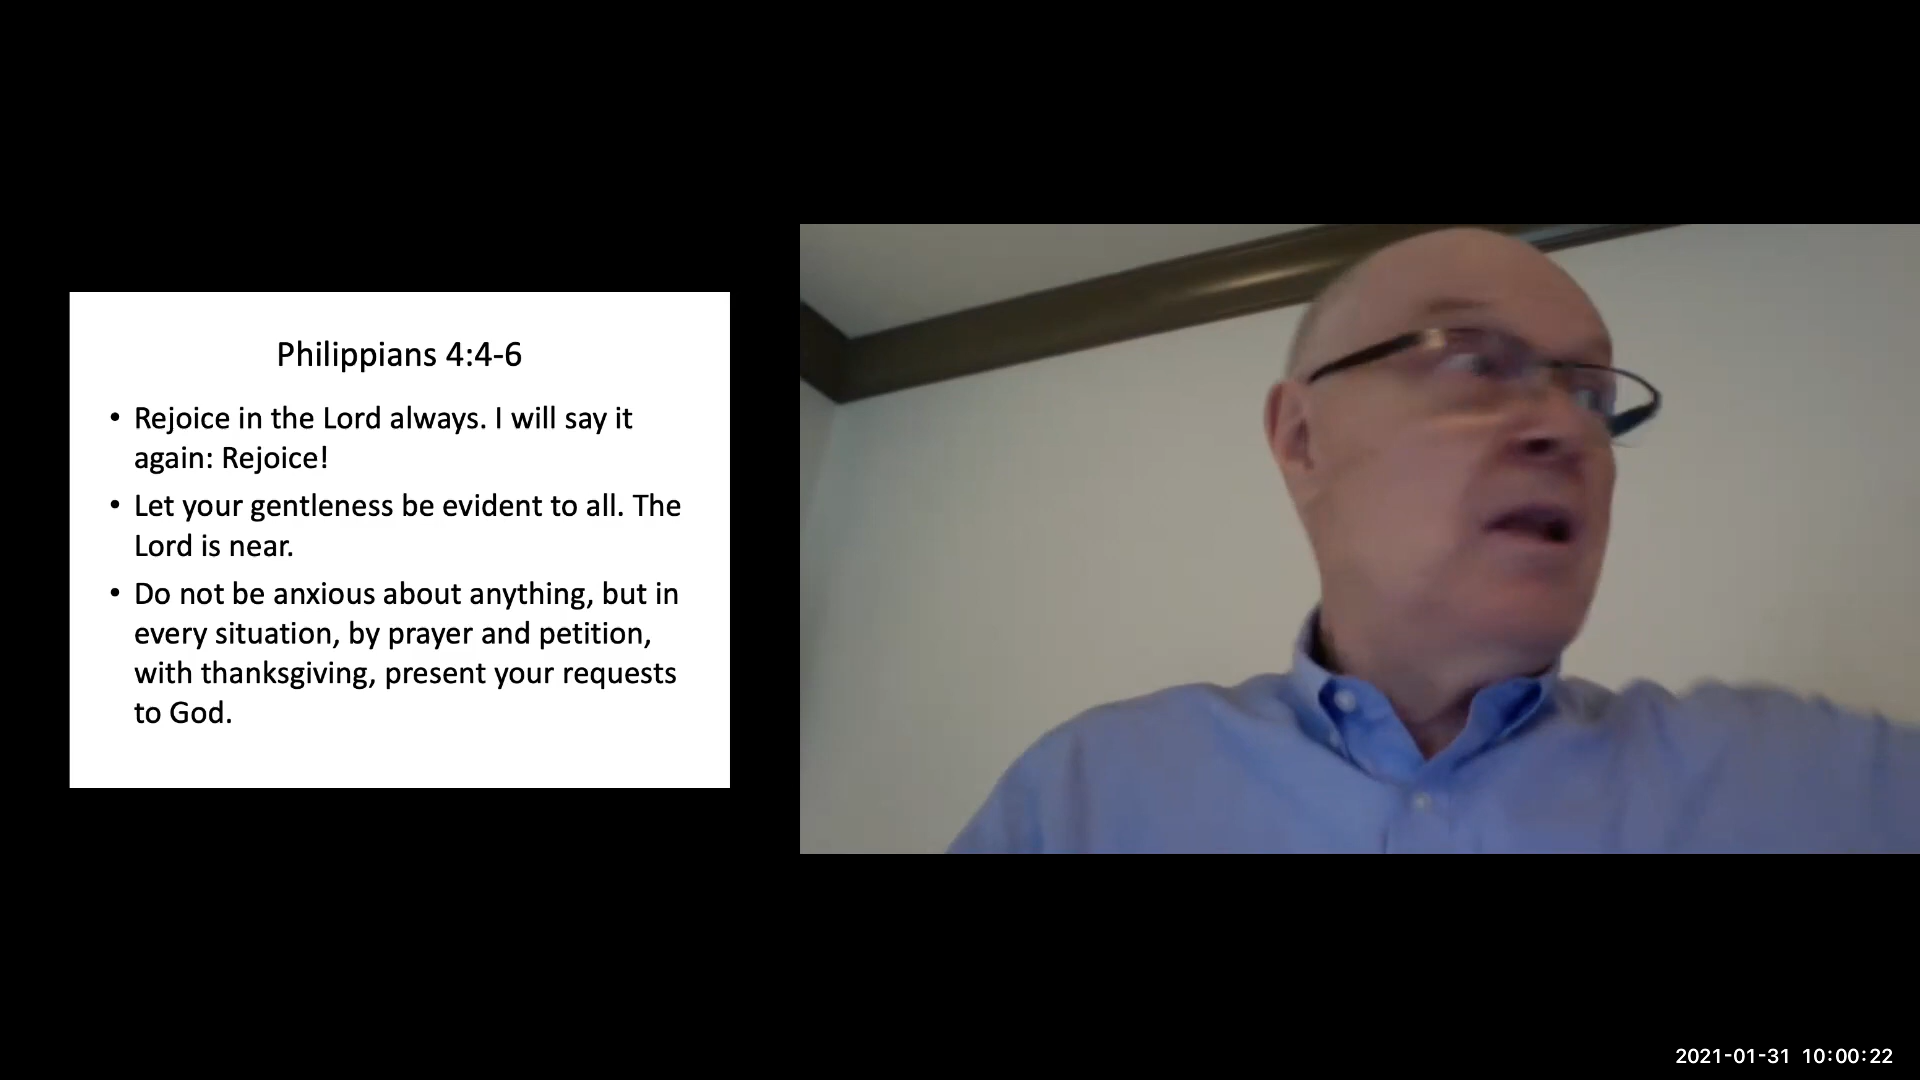 Philippians 4:4-6
• Rejoice in the Lord always. I will say it
again: Rejoice!
• Let your gentleness be evident to all. The
Lord is near.
• Do not be anxious about anything, but in
every situation, by prayer and petition,
with thanksgiving, present your requests
to God.
2021-01-31 10:00:22